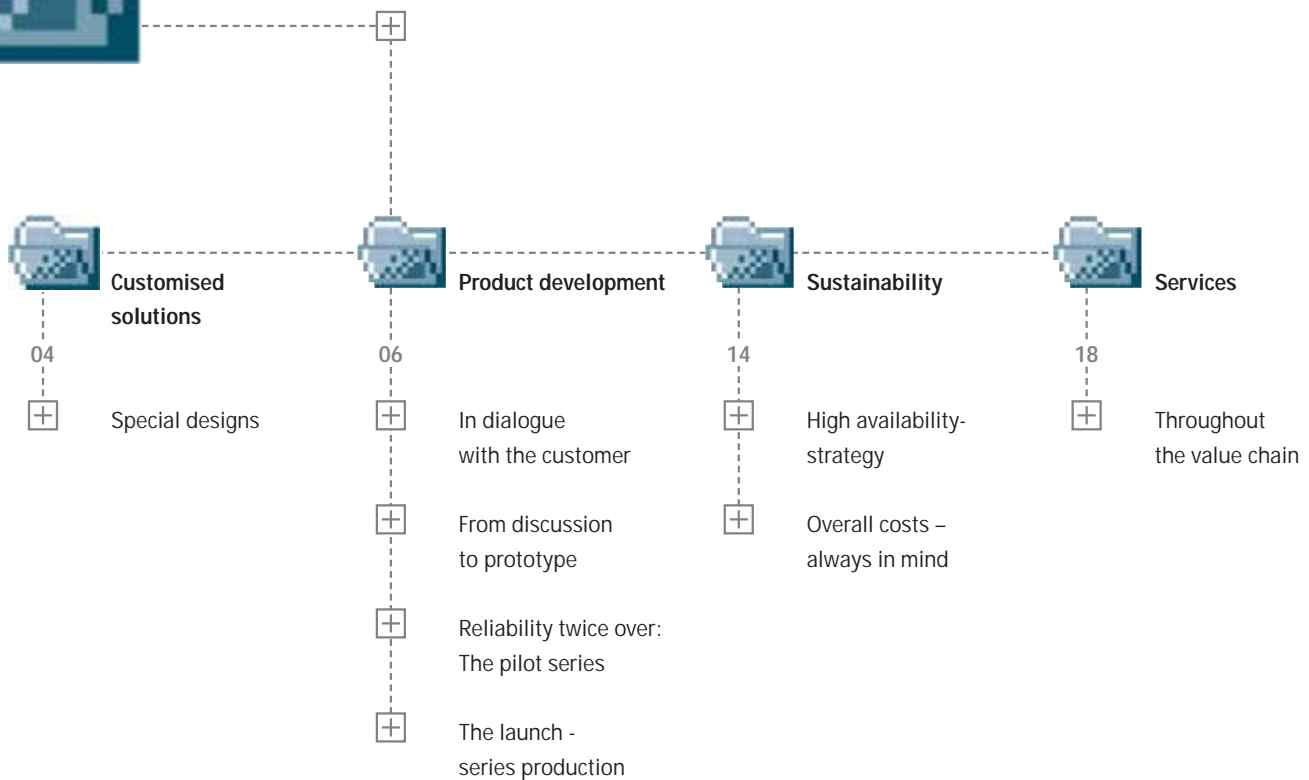 Customised
solutions
04
Special designs
Product development
06
In dialogue
with the customer
From discussion
to prototype
Reliability twice over:
The pilot series
The launch -
series production
Sustainability
14
High availability-
strategy
Overall costs –
always in mind
Services
18
Throughout
the value chain